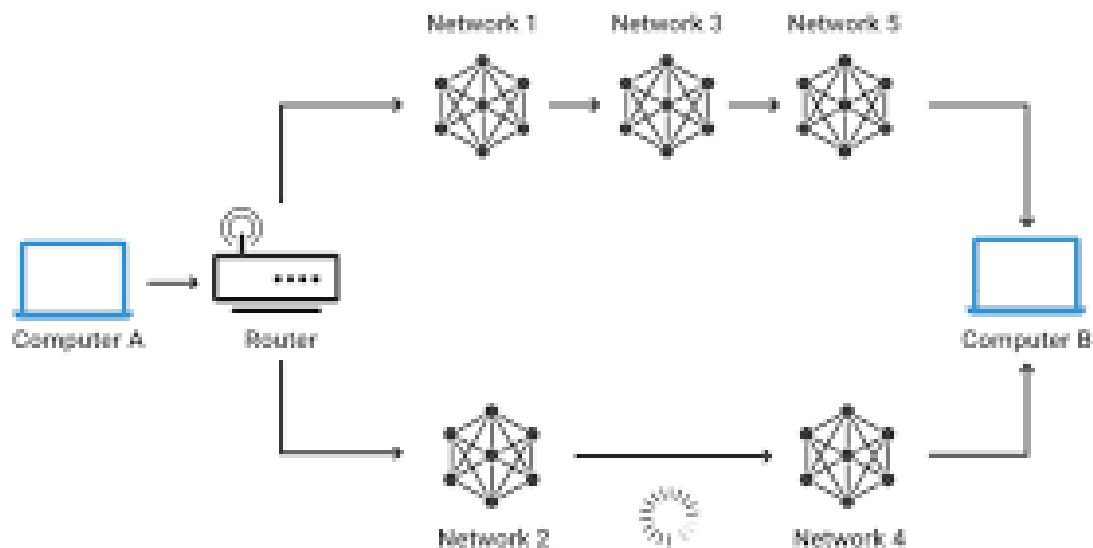 Network 1
Network 3
Network 5
Computer A
Router
Computer B
Network 2
Network 4